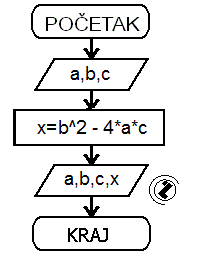 POČETAK
a,b,c
x=b^2 - 4*a*c
a,b,c,x
KRAJ